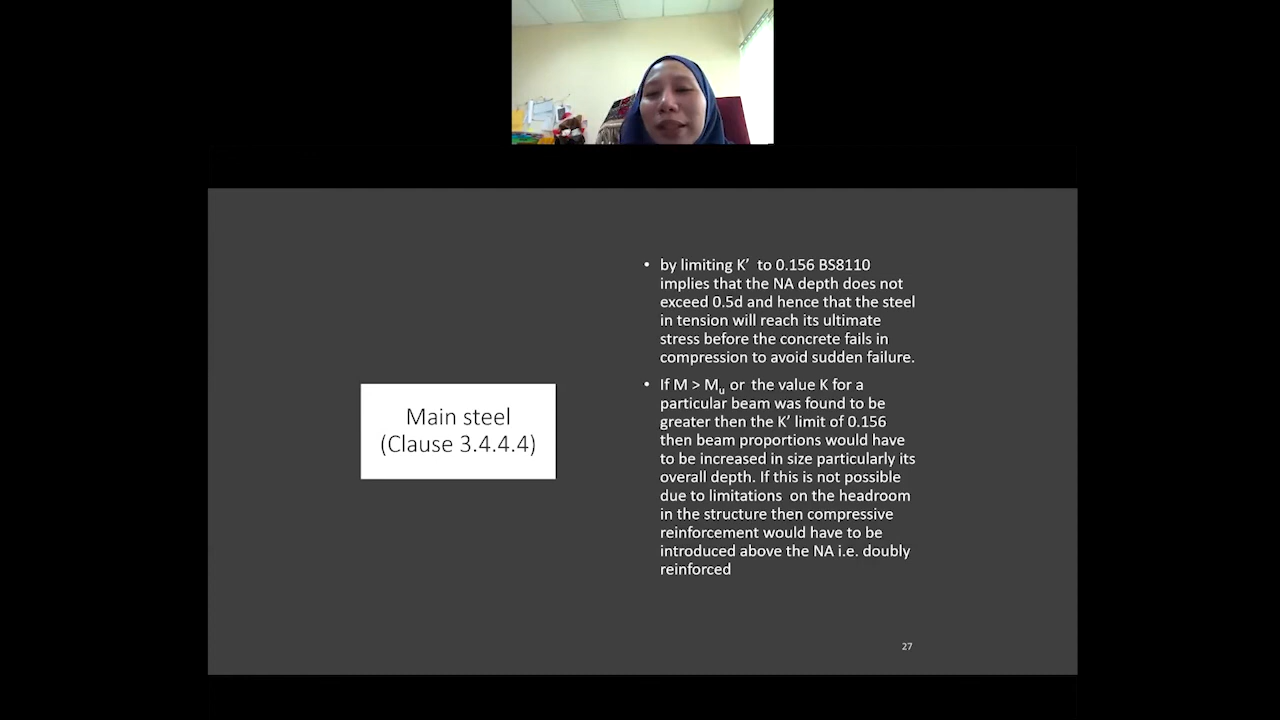 Main steel
(Clause 3.4.4.4)
• by limiting K’ to 0.156 BS8110
implies that the NA depth does not
exceed 0.5d and hence that the steel
in tension will reach its ultimate
stress before the concrete fails in
compression to avoid sudden failure.
• If M > Mu or the value K for a
particular beam was found to be
greater then the K’ limit of 0.156
then beam proportions would have
to be increased in size particularly its
overall depth. If this is not possible
due to limitations on the headroom
in the structure then compressive
reinforcement would have to be
introduced above the NA i.e. doubly
reinforced
27